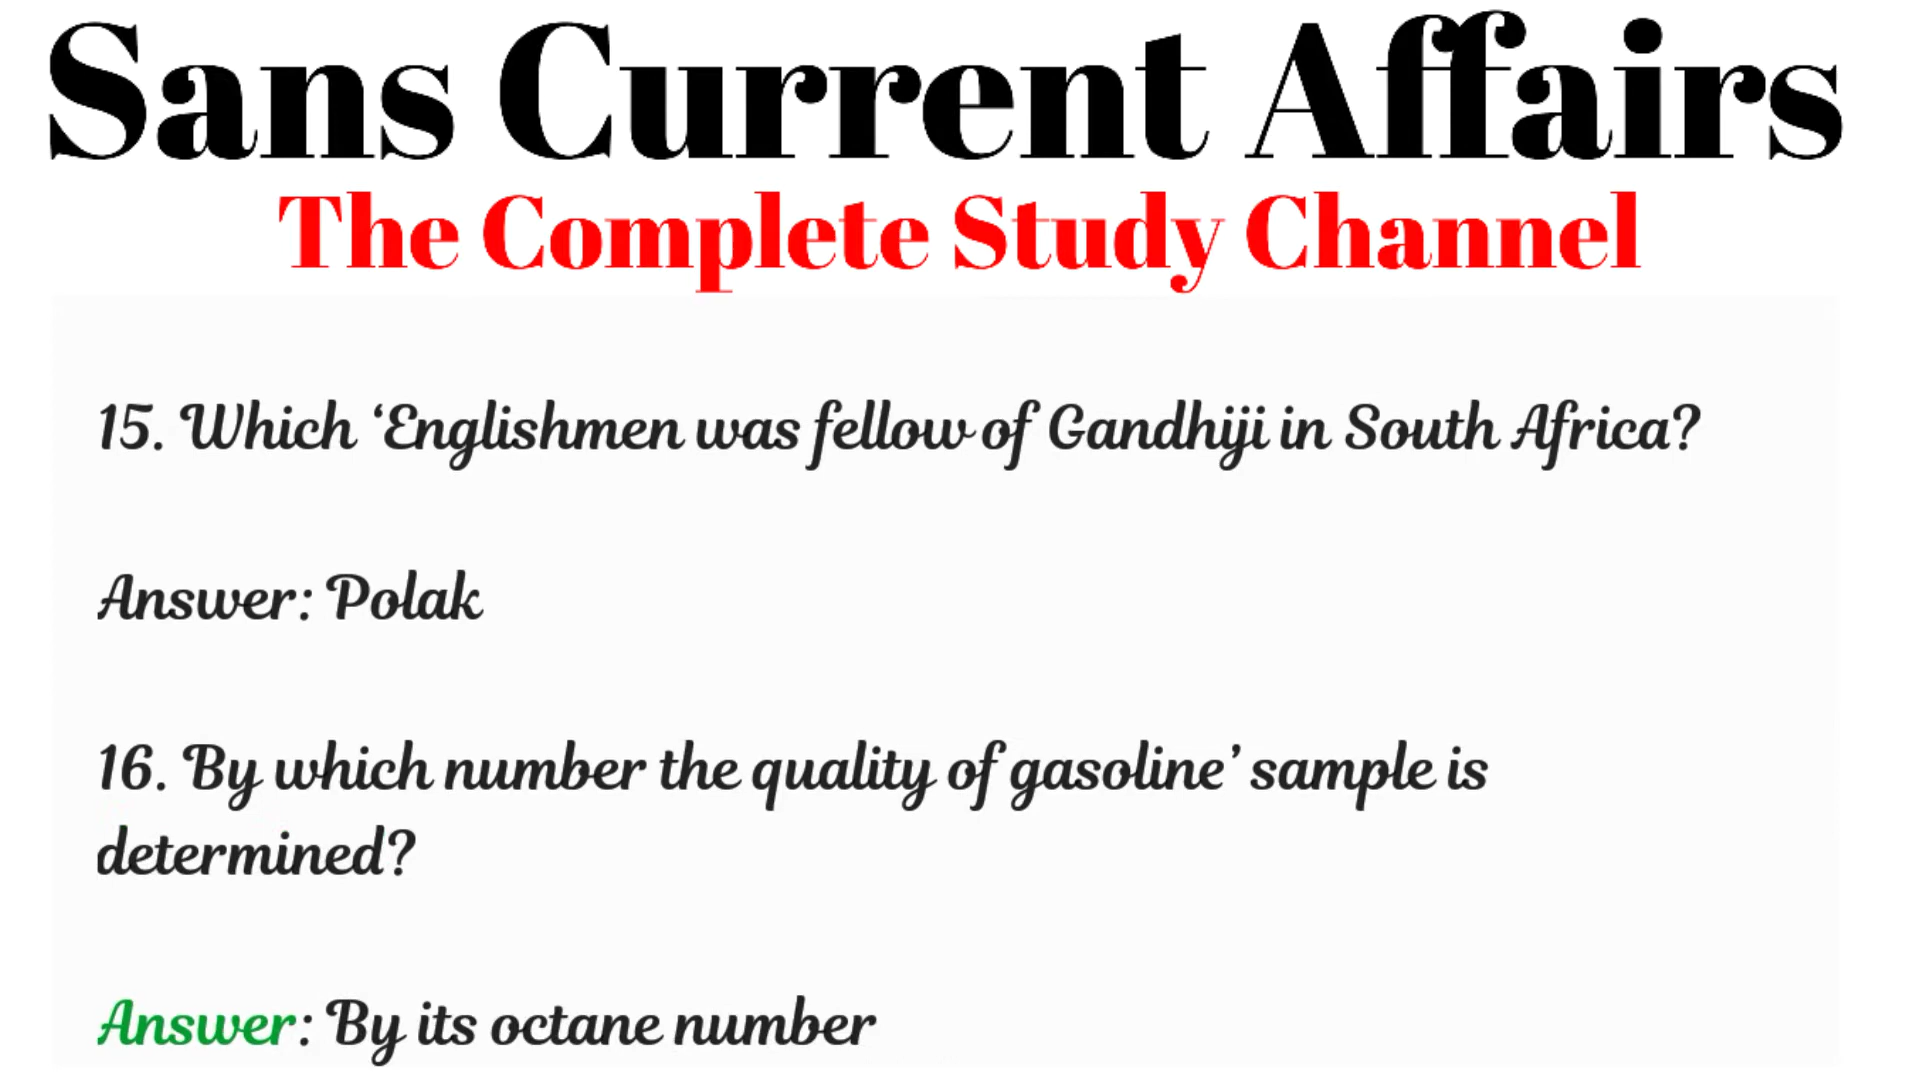 Sans Current Affairs
The Complete Study Channel
15. Which ‘Englishmen was fellow of Gandhiji in South Africa?
Answer: Polak
16. By which number the quality of gasoline’ sample is
determined?
Answer: By its octane number